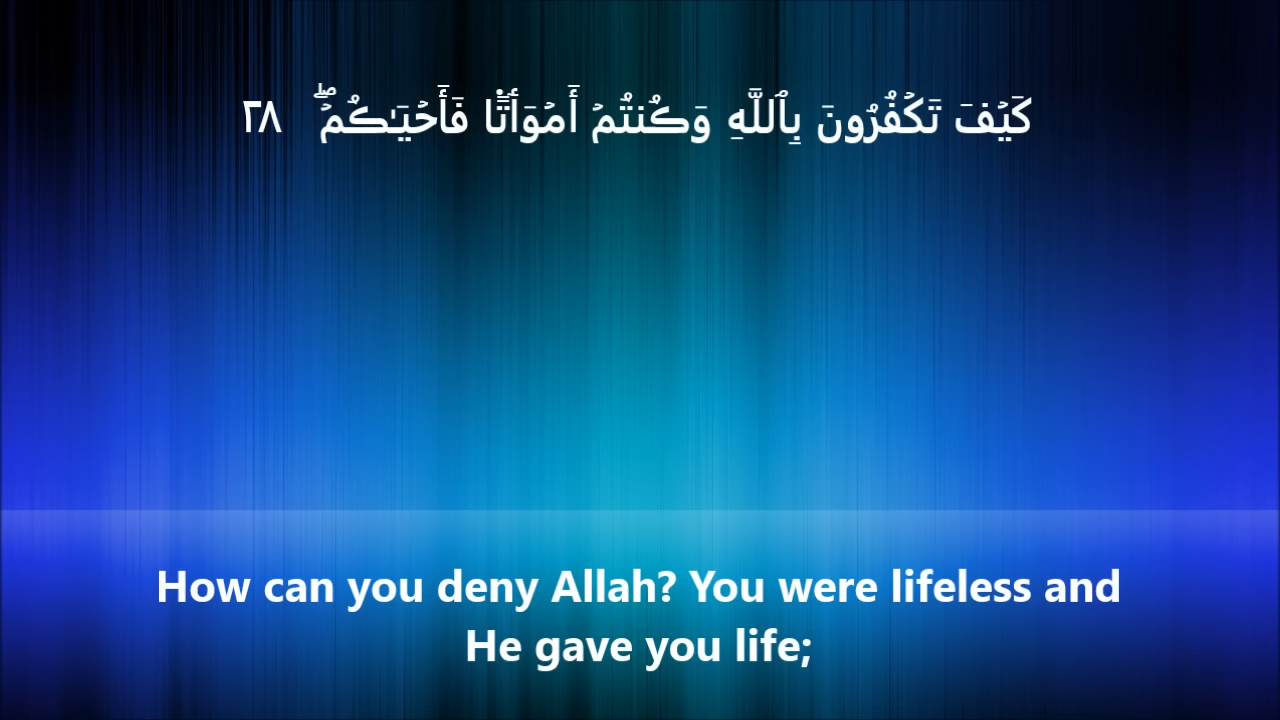 كَيۡفَ تَكۡفُرُونَ بِٱللَّهِ وَكُنتُمۡ أَمۡوَٰتٗا فَأَحۡيَٰكُمۡۖ ٢٨
How can you deny Allah? You were lifeless and
He gave you life;